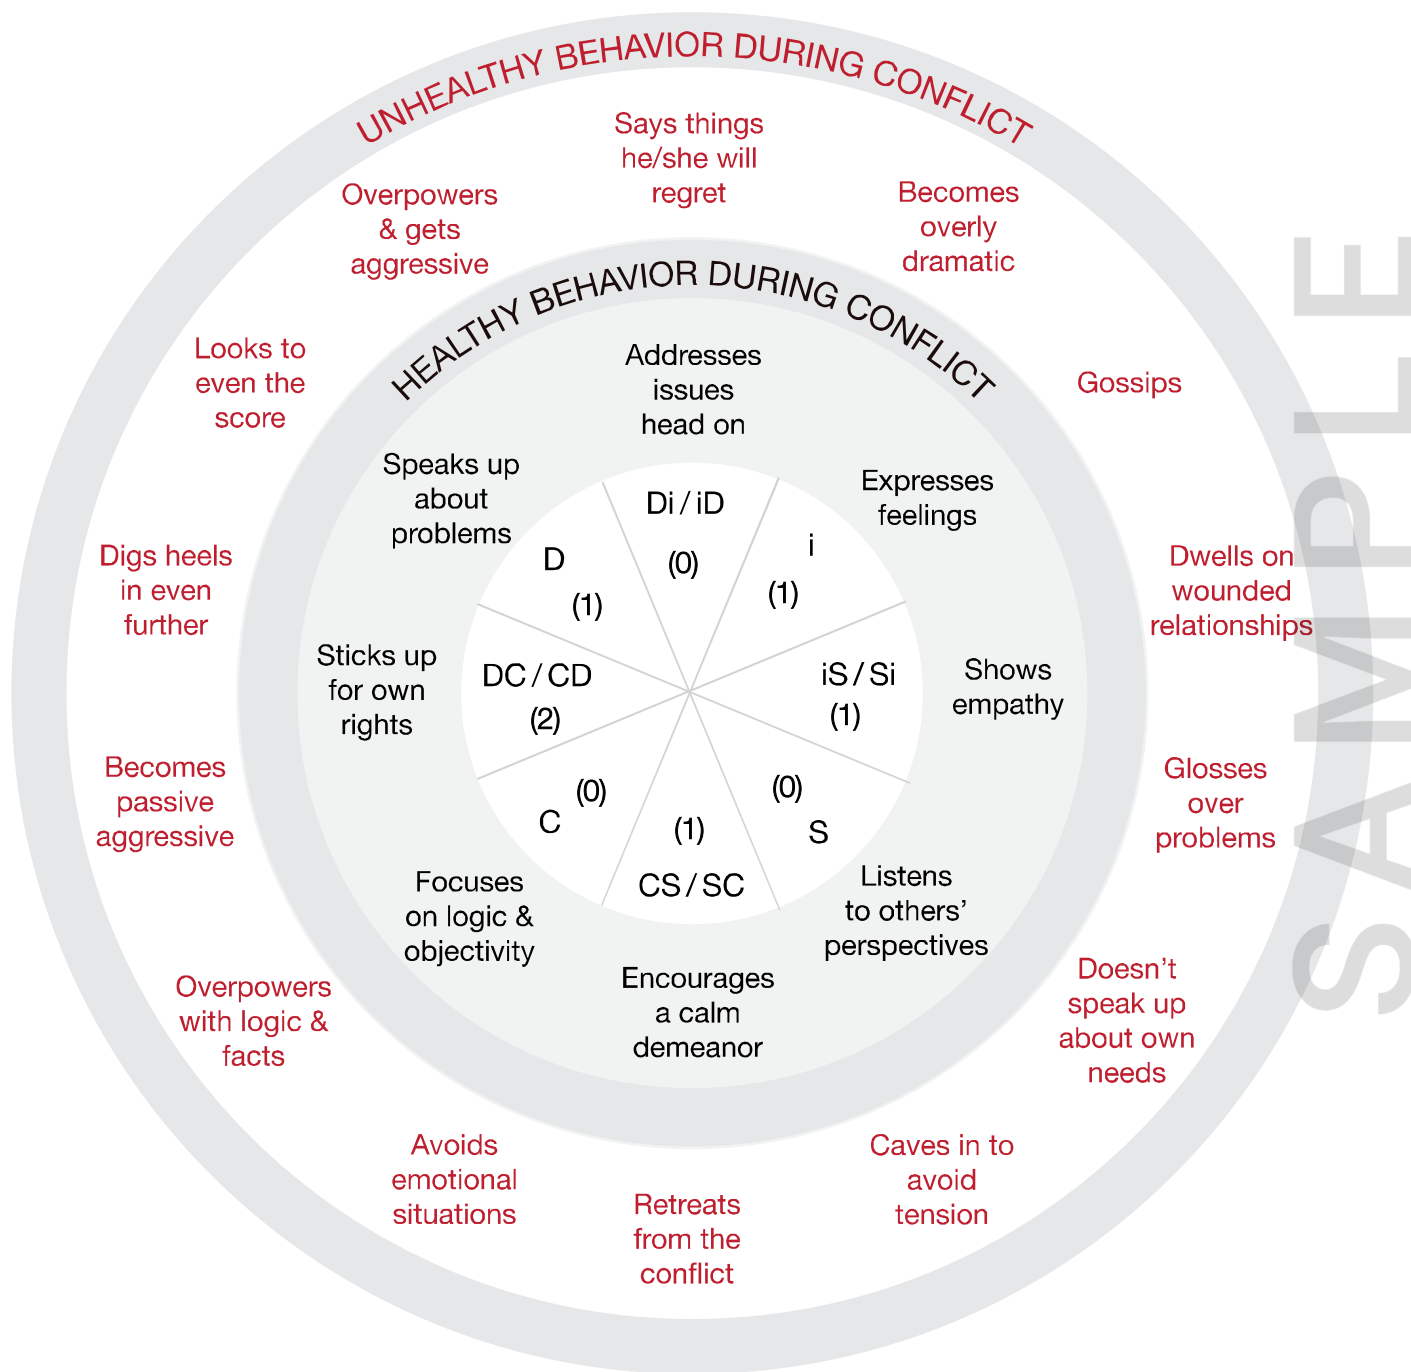 UNHEALTHY BEHAVIOR DURING CONFLICT
Says things
he/she will
regret
Becomes
overly
dramatic
Gossips
Dwells on
wounded
relationships
Glosses
over
problems
Doesn't
speak up
about own
needs
Caves in to
avoid
tension
Retreats
from the
conflict
Avoids
emotional
situations
Overpowers
with logic &
facts
Becomes
passive
aggressive
Digs heels
in even
further
Looks to
even the
score
Overpowers
& gets
aggressive
HEALTHY BEHAVIOR DURING CONFLICT
Addresses
issues
head on
Expresses
feelings
Shows
empathy
Listens
to others'
perspectives
Encourages
a calm
demeanor
Focuses
on logic &
objectivity
Sticks up
for own
rights
Speaks up
about
problems
Di / iD
(0)
i
(1)
iS / Si
(1)
(0)
S
(1)
CS / SC
(0)
C
DC / CD
(2)
D
(1)
SAMPLE